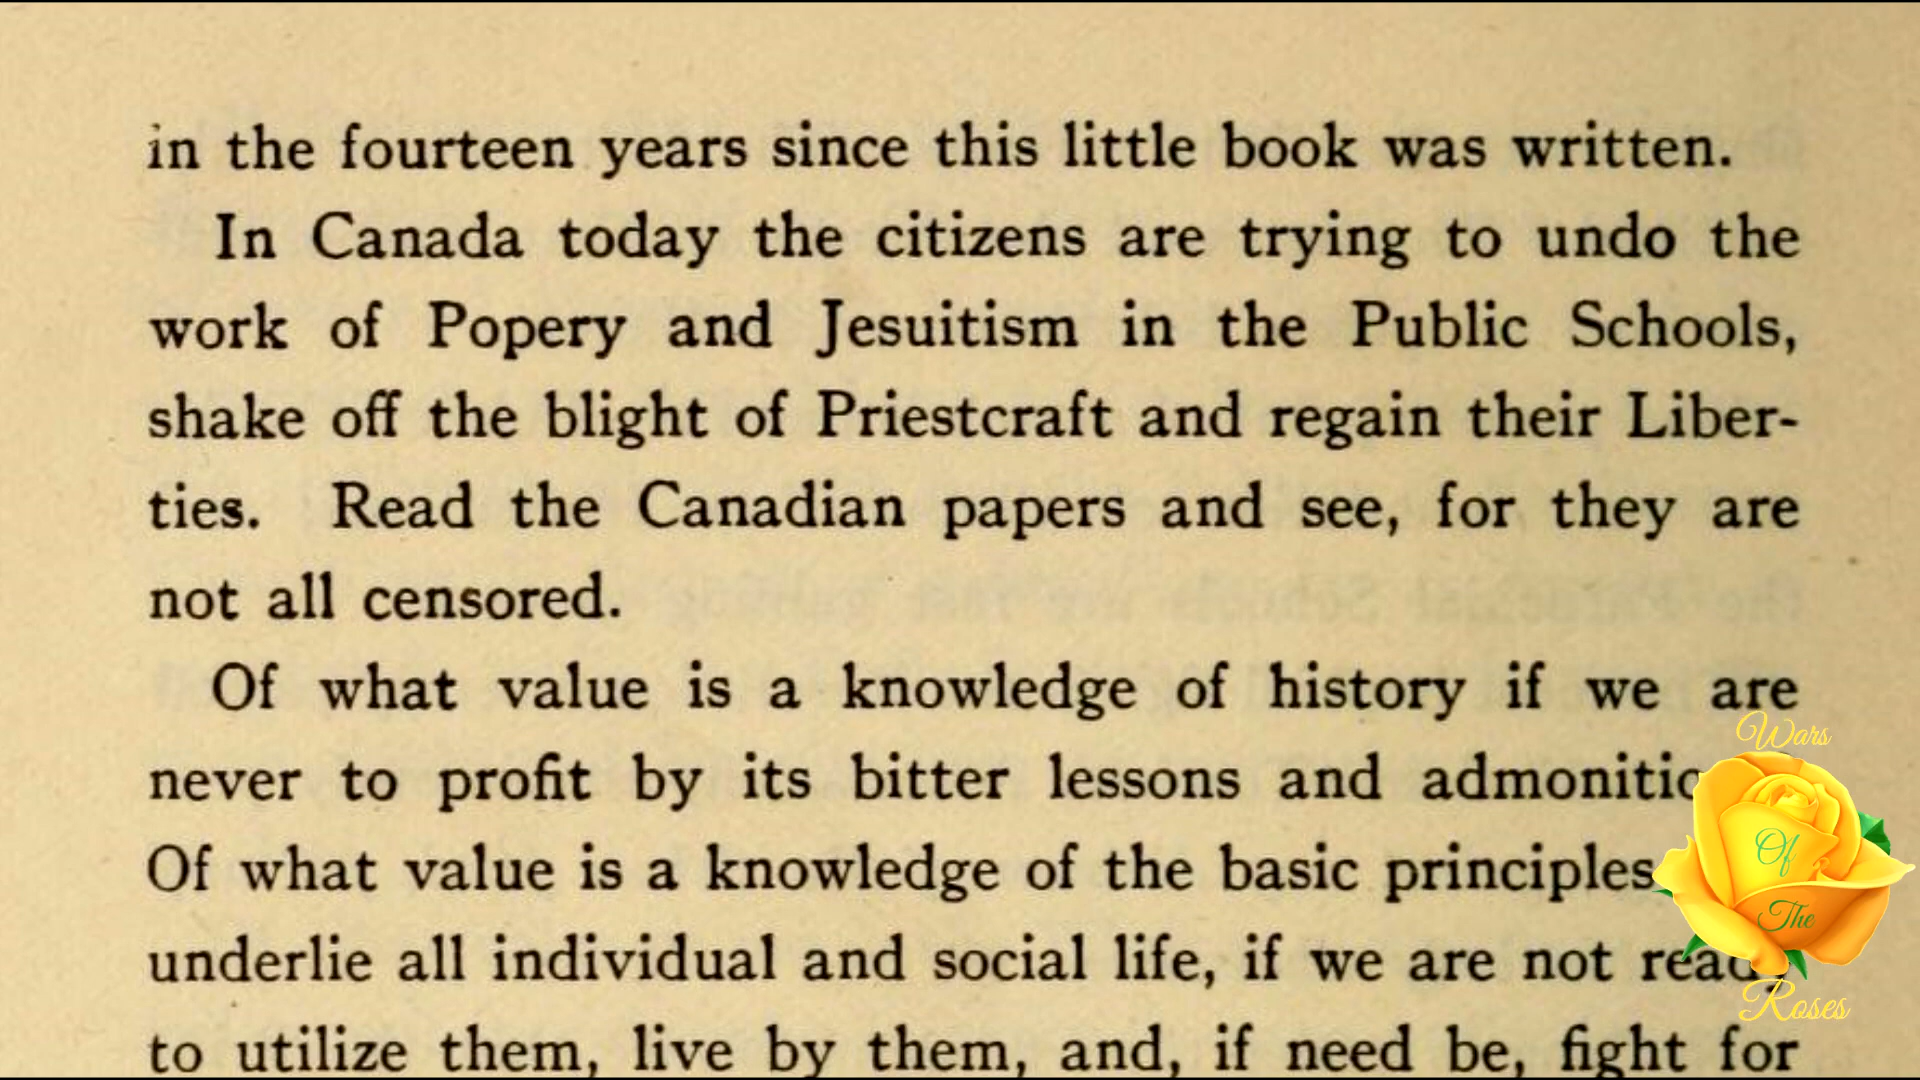 in the fourteen years since this little book was written.
In Canada today the citizens are trying to undo the
work of Popery and Jesuitism in the Public Schools,
shake off the blight of Priestcraft and regain their Liber-
ties. Read the Canadian papers and see, for they are
not all censored.
Of what value is a knowledge of history if we are
never to profit by its bitter lessons and
Of what value is a knowledge of the basic principles
underlie all individual and social life, if we are not ready
to utilize them, live by them, and, if need be, fight for
Wars
Of
The
Roses